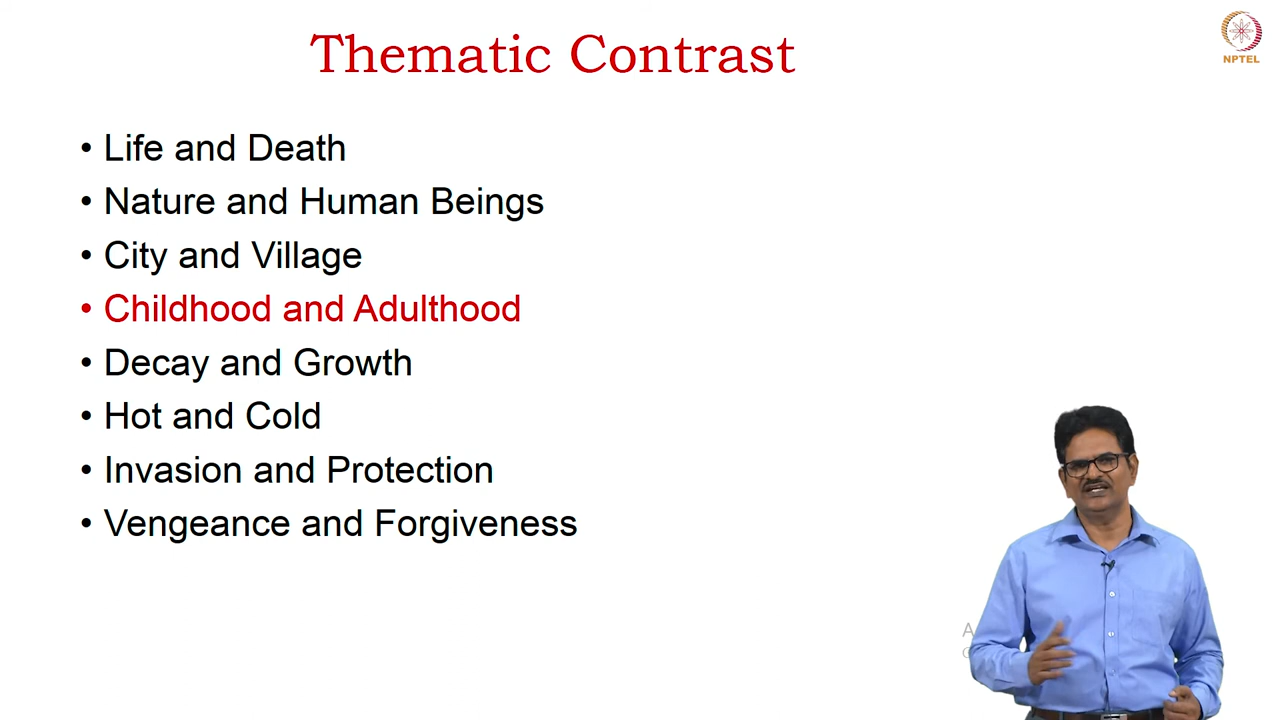 Thematic Contrast
NPTEL
• Life and Death
• Nature and Human Beings
• City and Village
• Childhood and Adulthood
• Decay and Growth
• Hot and Cold
• Invasion and Protection
• Vengeance and Forgiveness